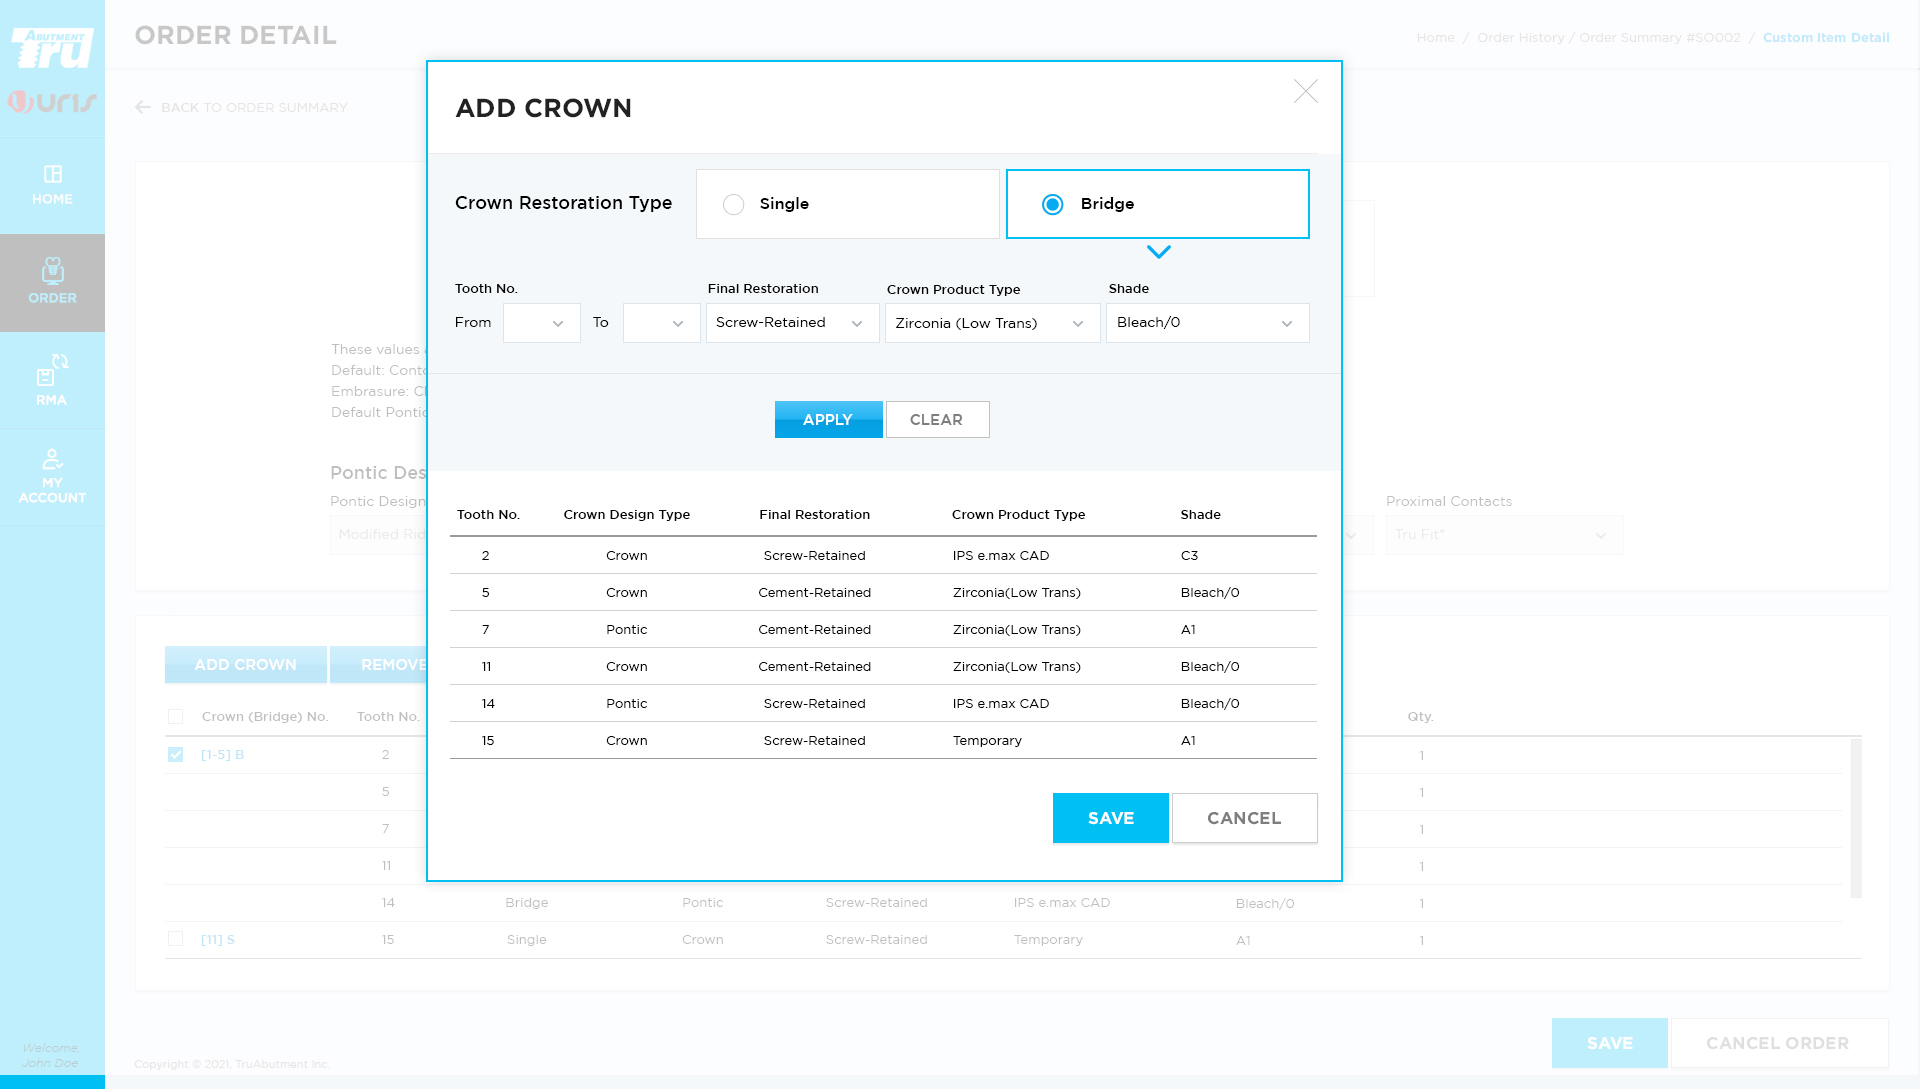 ABUTMENT
Tru
uris
HOME
ORDER
RMA
MY
ACCOUNT
Welcome,
John Doe
ORDER DETAIL
Home / Order History / Order Summary #SO002 / Custom Item Detail
BACK TO ORDER SUMMARY
These values
Default:
Embrasure:
Default
Pontic
Pontic Design
Modified
Proximal Contacts
Tru Fit*
ADD CROWN
Crown Restoration Type
Single
Bridge
Tooth No. Final Restoration Crown Product Type Shade
From To Screw-Retained Zirconia (Low Trans) Bleach/0
APPLY CLEAR
Tooth No. Crown Design Type Final Restoration Crown Product Type Shade
2 Crown Screw-Retained IPS e.max CAD C3
5 Crown Cement-Retained Zirconia(Low Trans) Bleach/0
7 Pontic Cement-Retained Zirconia(Low Trans) A1
11 Crown Cement-Retained Zirconia(Low Trans) Bleach/0
14 Pontic Screw-Retained IPS e.max CAD Bleach/0
15 Crown Screw-Retained Temporary A1
SAVE CANCEL
ADD CROWN REMOVE
Crown (Bridge) No. Tooth No. Qty.
[1-5] B 2 1
5 1
7 1
11 1
14 Bridge Pontic Screw-Retained IPS e.max CAD Bleach/0 1
[11] S 15 Single Crown Screw-Retained Temporary A1 1
SAVE CANCEL ORDER
Copyright © 2021, TruAbutment Inc.